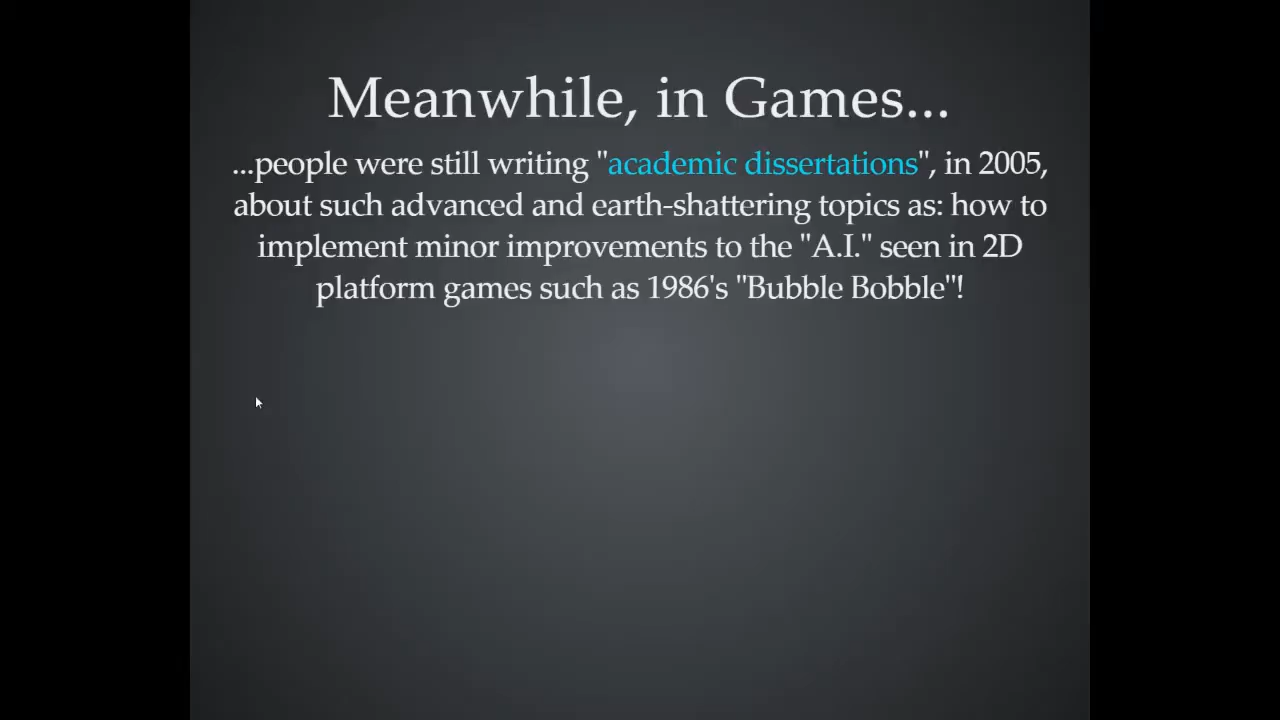 Meanwhile, in Games...
...people were still writing "academic dissertations", in 2005,
about such advanced and earth-shattering topics as: how to
implement minor improvements to the "A.I." seen in 2D
platform games such as 1986's "Bubble Bobble"!